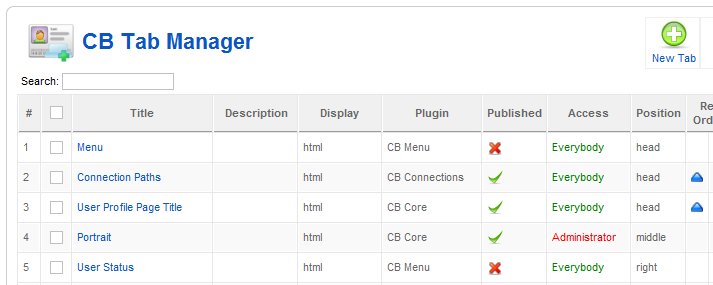 CB Tab Manager
New Tab
Search:
# Title Description Display Plugin Published Access Position Re
Ord
1 Menu html CB Menu Everybody head
2 Connection Paths html CB Connections Everybody head
3 User Profile Page Title html CB Core Everybody head
4 Portrait html CB Core Administrator middle
5 User Status html CB Menu Everybody right